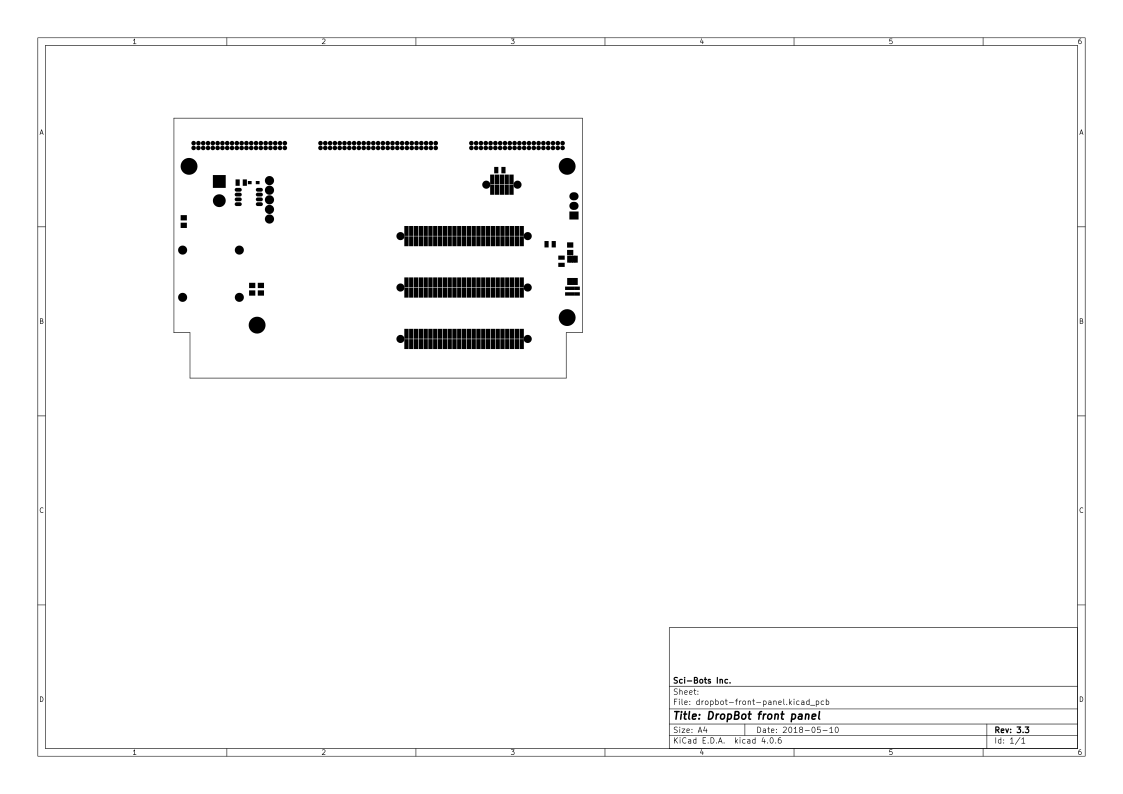 1 2 3 4 5 6
A A
B B
C C
D D
Sci-Bots Inc.
Sheet:
File: dropbot-front-panel.kicad_pcb
Title: DropBot front panel
Size: A4 Date: 2018-05-10 Rev: 3.3
KiCad E.D.A. kicad 4.0.6 Id: 1/1
1 2 3 4 5 6